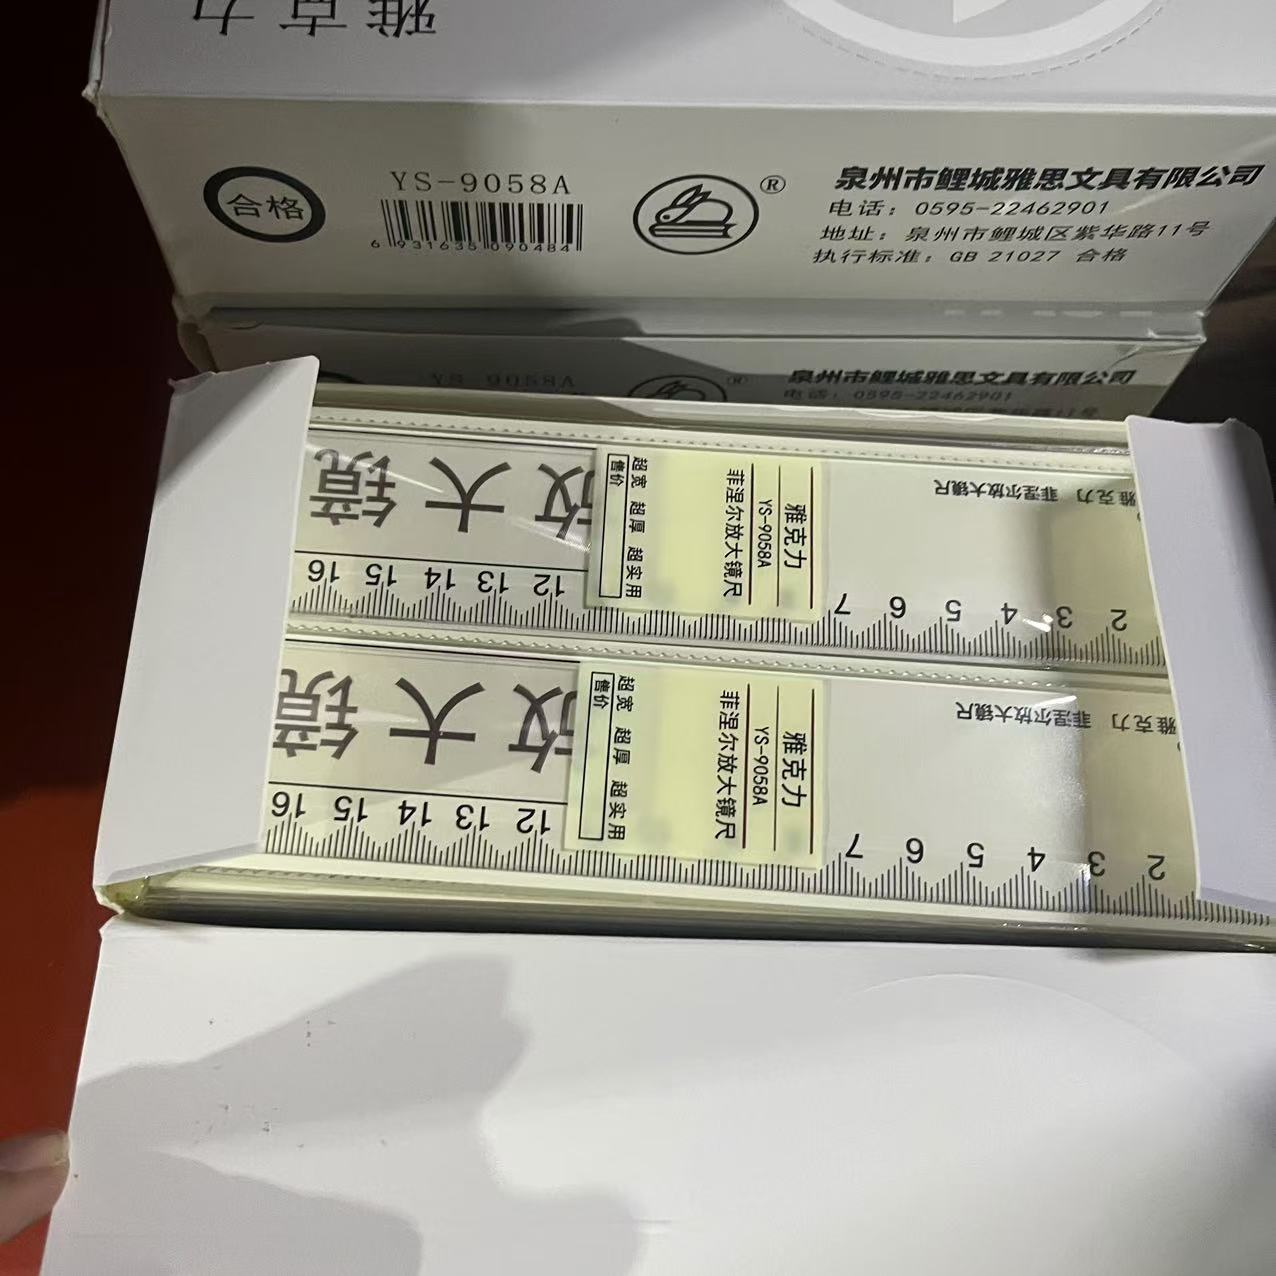 雅克力
合格
YS-9058A
6 931635 090484
®
泉州市鲤城雅思文具有限公司
电话：0595-22462901
地址：泉州市鲤城区紫华路11号
执行标准：GB 21027 合格
YS-9058A
®
泉州市鲤城雅思文具有限公司
电话：0595-22462901
放大镜
雅克力 菲涅尔放大镜尺
雅克力
YS-9058A
菲涅尔放大镜尺
超宽 超厚 超实用
售价
2 3 4 5 6 7 12 13 14 15 16
放大镜
雅克力 菲涅尔放大镜尺
雅克力
YS-9058A
菲涅尔放大镜尺
超宽 超厚 超实用
售价
2 3 4 5 6 7 12 13 14 15 16